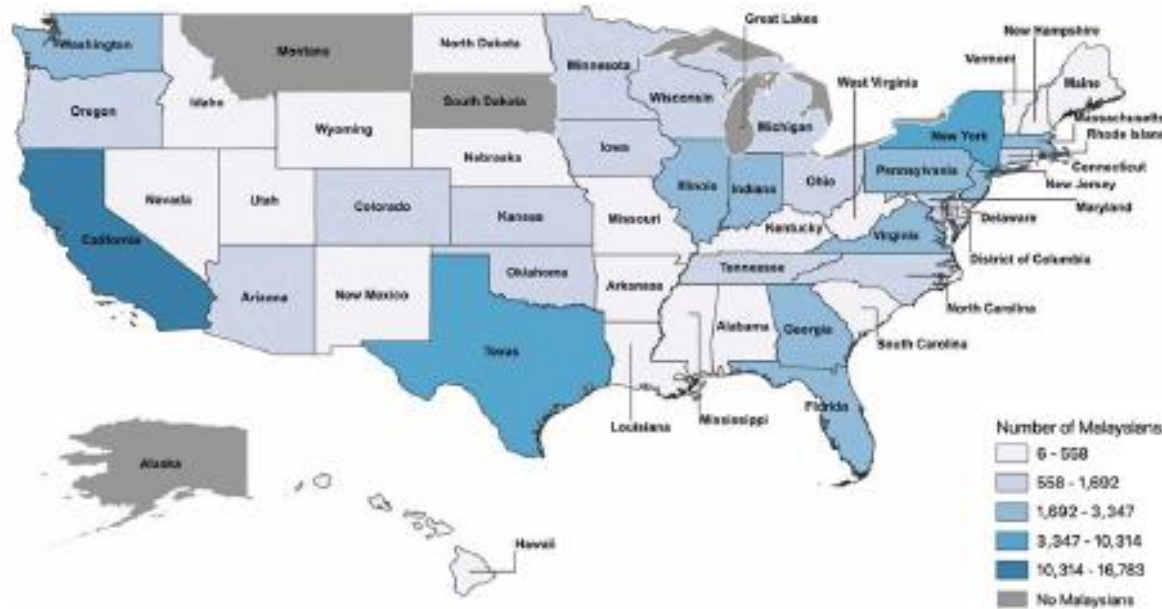 Great Lakes
New Hampshire
Washington
Montana
North Dakota
Minnesota
Vermont
West Virginia
Maine
Oregon
Idaho
South Dakota
Wisconsin
Michigan
New York
Massachusetts
Rhode Island
Wyoming
Iowa
Connecticut
Nebraska
Pennsylvania
New Jersey
Nevada
Utah
Colorado
Illinois
Indiana
Ohio
Maryland
Kansas
Missouri
Kentucky
Virginia
Delaware
California
District of Columbia
Tennessee
Arizona
New Mexico
Oklahoma
Arkansas
North Carolina
Alabama
Georgia
South Carolina
Texas
Florida
Louisiana
Mississippi
Alaska
Hawaii
Number of Malaysians
6 - 558
558 - 1,692
1,692 - 3,347
3,347 - 10,314
10,314 - 16,783
No Malaysians